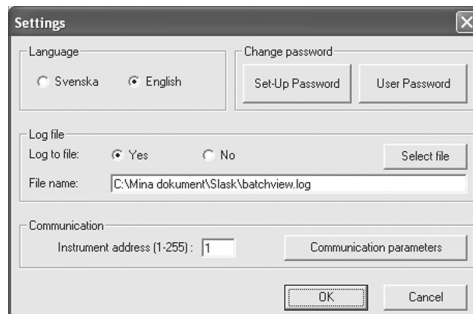 Settings
Language
Svenska
English
Change password
Set-Up Password
User Password
Log file
Log to file:
Yes
No
Select file
File name:
C:\Mina dokument\Slask\batchview.log
Communication
Instrument address (1-255) :
1
Communication parameters
OK
Cancel